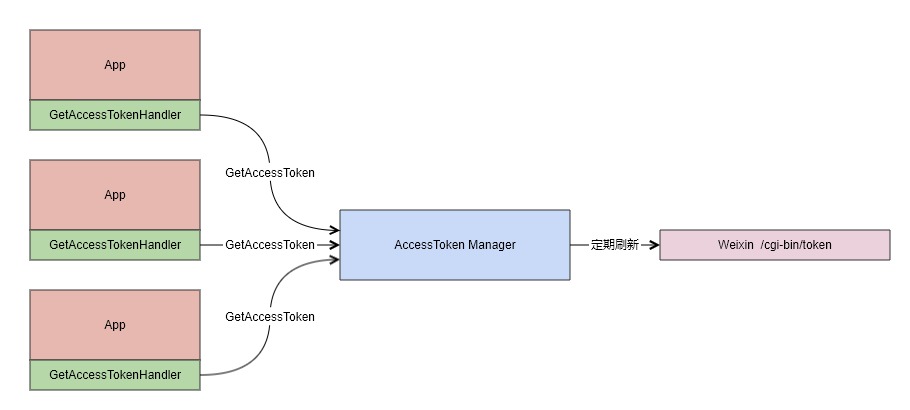 App
GetAccessTokenHandler
GetAccessToken
App
GetAccessTokenHandler
GetAccessToken
AccessToken Manager
定期刷新
Weixin /cgi-bin/token
App
GetAccessToken
GetAccessTokenHandler